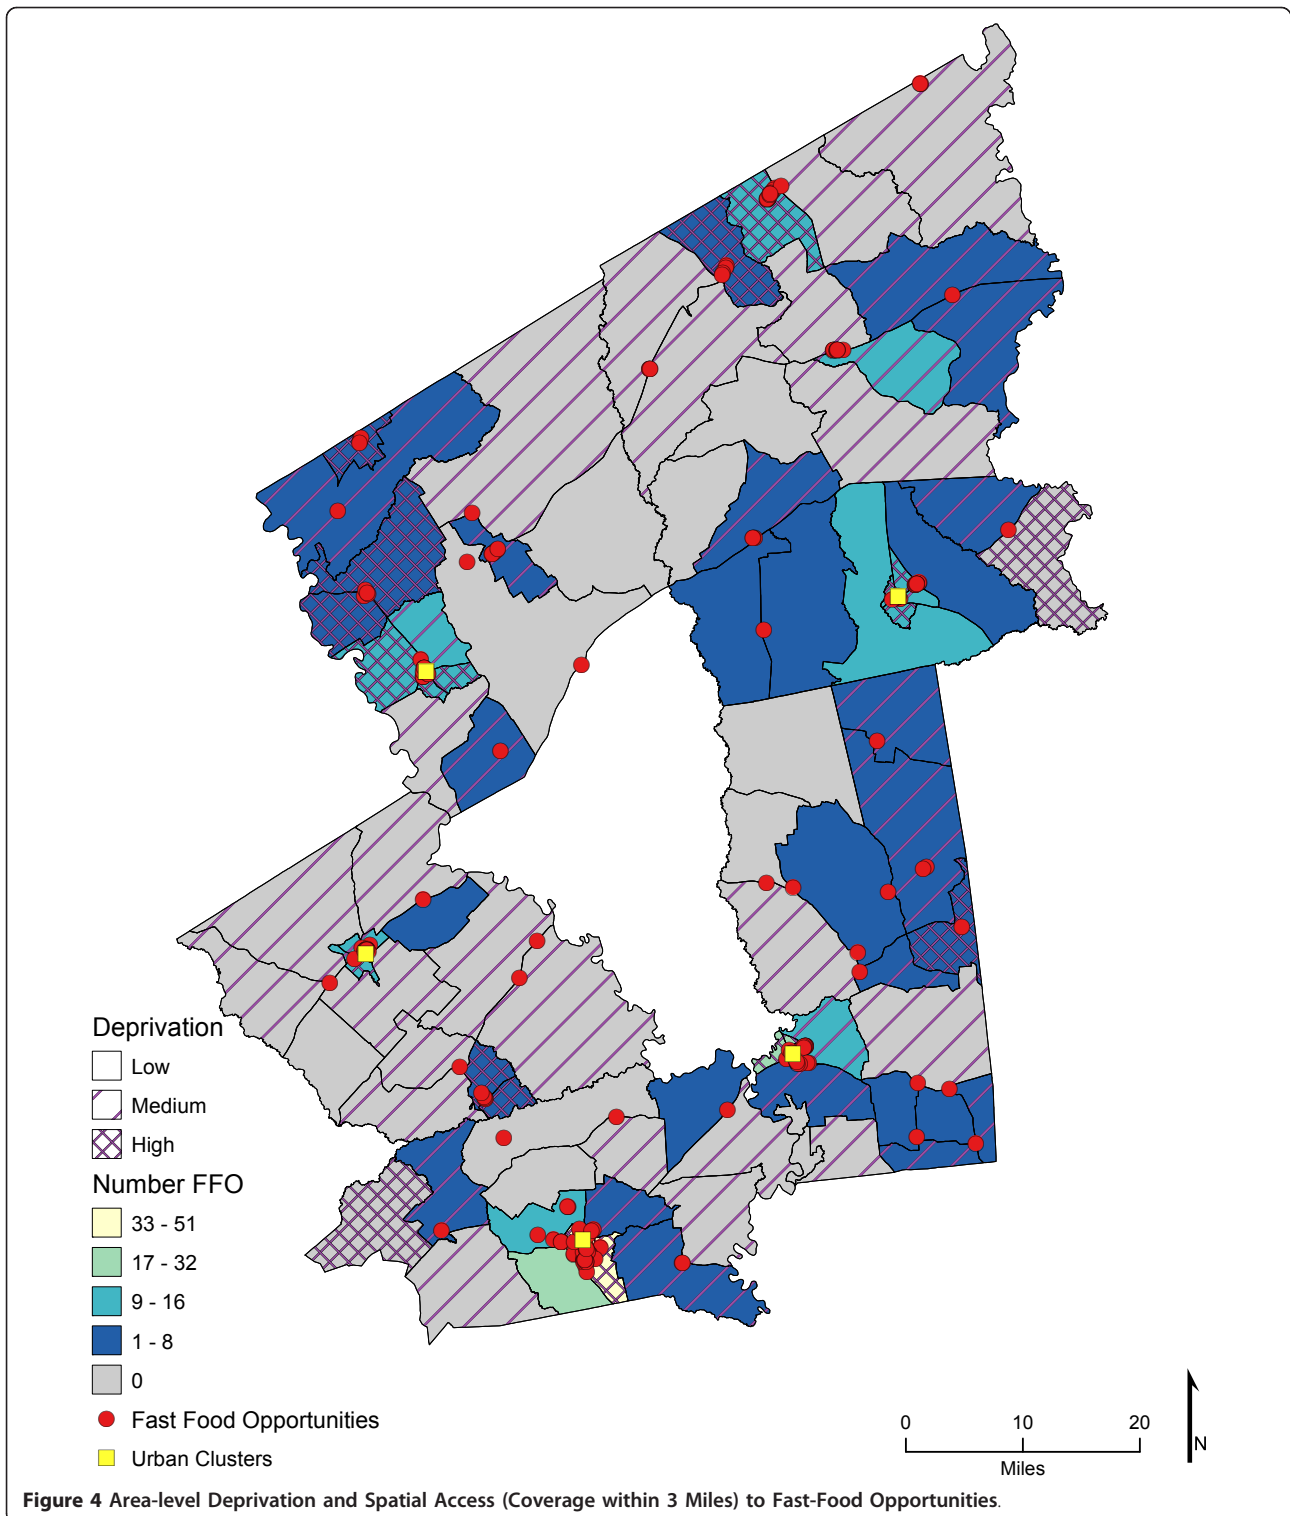 Deprivation
Low
Medium
High
Number FFO
33 - 51
17 - 32
9 - 16
1 - 8
0
Fast Food Opportunities
Urban Clusters
0 10 20
Miles
N
Figure 4 Area-level Deprivation and Spatial Access (Coverage within 3 Miles) to Fast-Food Opportunities.